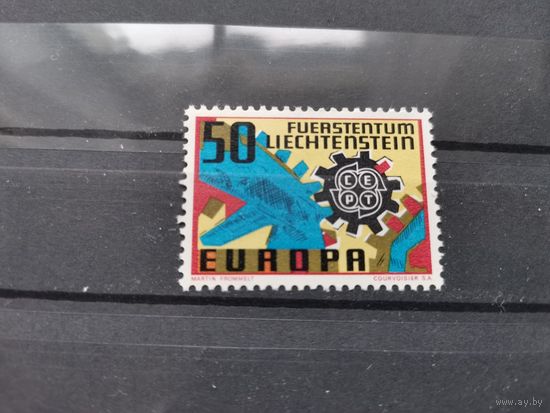 50
FUERSTENTUM
LIECHTENSTEIN
CEPT
EUROPA
MARTIN FROMMELT
COURVOISIER S.A.
www.ay.by